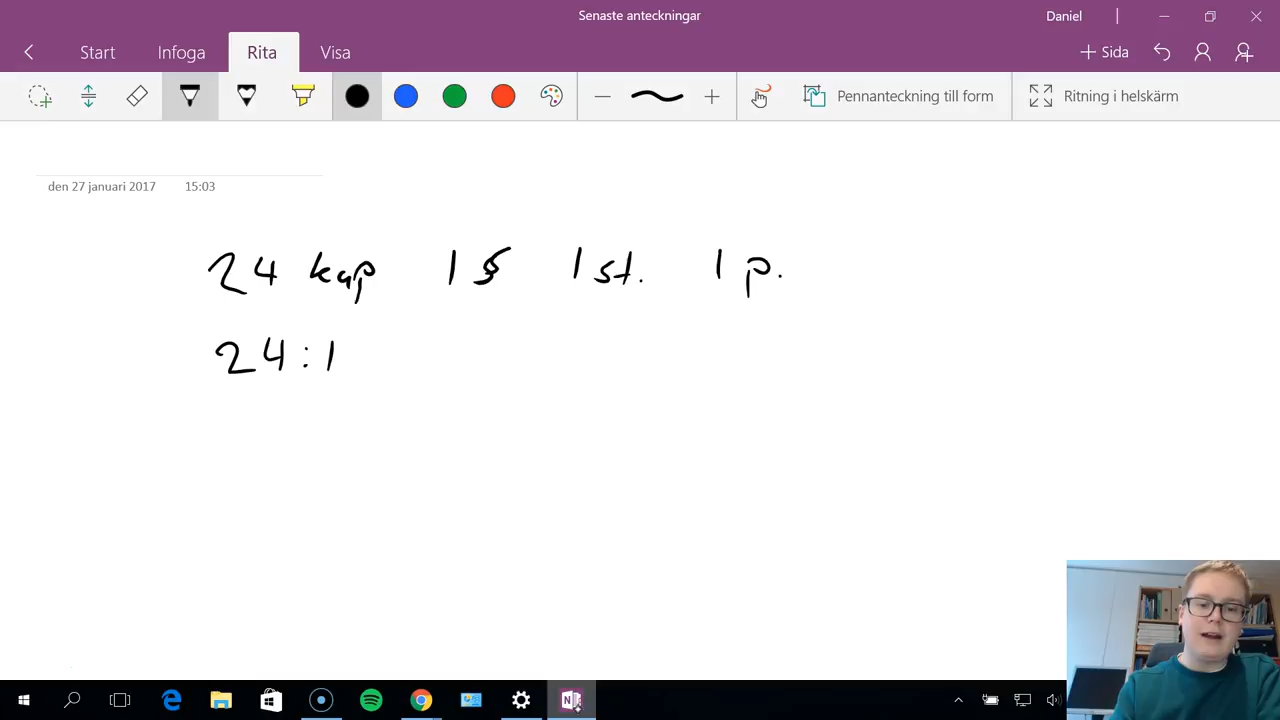 Senaste anteckningar
Daniel
Start Infoga Rita Visa
Sida
Pennanteckning till form
Ritning i helskärm
den 27 januari 2017 15:03
24 kap 1 § 1 st. 1 p.
24:1